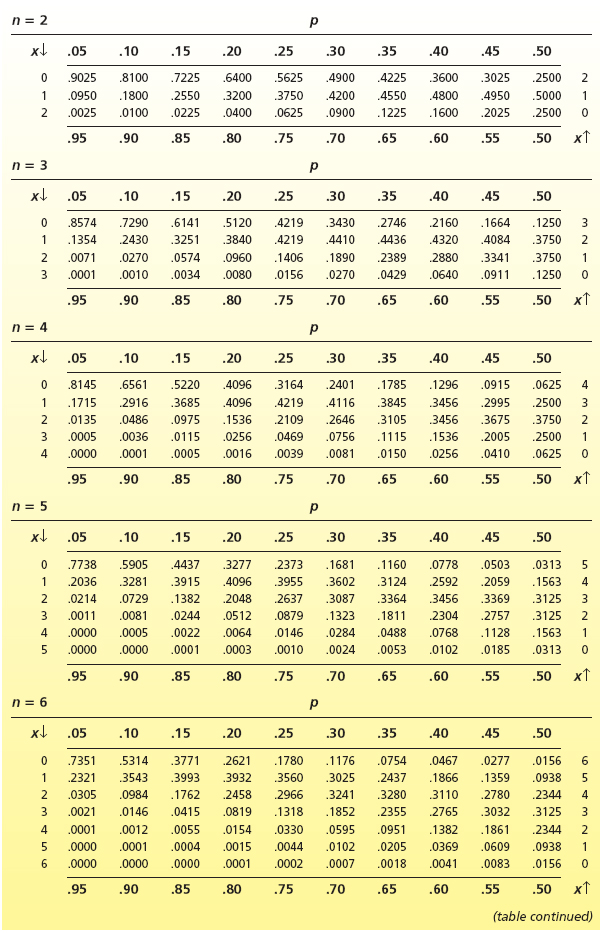 n = 2 p
x↓ .05 .10 .15 .20 .25 .30 .35 .40 .45 .50
0 .9025 .8100 .7225 .6400 .5625 .4900 .4225 .3600 .3025 .2500 2
1 .0950 .1800 .2550 .3200 .3750 .4200 .4550 .4800 .4950 .5000 1
2 .0025 .0100 .0225 .0400 .0625 .0900 .1225 .1600 .2025 .2500 0
.95 .90 .85 .80 .75 .70 .65 .60 .55 .50 x↑
n = 3 p
x↓ .05 .10 .15 .20 .25 .30 .35 .40 .45 .50
0 .8574 .7290 .6141 .5120 .4219 .3430 .2746 .2160 .1664 .1250 3
1 .1354 .2430 .3251 .3840 .4219 .4410 .4436 .4320 .4084 .3750 2
2 .0071 .0270 .0574 .0960 .1406 .1890 .2389 .2880 .3341 .3750 1
3 .0001 .0010 .0034 .0080 .0156 .0270 .0429 .0640 .0911 .1250 0
.95 .90 .85 .80 .75 .70 .65 .60 .55 .50 x↑
n = 4 p
x↓ .05 .10 .15 .20 .25 .30 .35 .40 .45 .50
0 .8145 .6561 .5220 .4096 .3164 .2401 .1785 .1296 .0915 .0625 4
1 .1715 .2916 .3685 .4096 .4219 .4116 .3845 .3456 .2995 .2500 3
2 .0135 .0486 .0975 .1536 .2109 .2646 .3105 .3456 .3675 .3750 2
3 .0005 .0036 .0115 .0256 .0469 .0756 .1115 .1536 .2005 .2500 1
4 .0000 .0001 .0005 .0016 .0039 .0081 .0150 .0256 .0410 .0625 0
.95 .90 .85 .80 .75 .70 .65 .60 .55 .50 x↑
n = 5 p
x↓ .05 .10 .15 .20 .25 .30 .35 .40 .45 .50
0 .7738 .5905 .4437 .3277 .2373 .1681 .1160 .0778 .0503 .0313 5
1 .2036 .3281 .3915 .4096 .3955 .3602 .3124 .2592 .2059 .1563 4
2 .0214 .0729 .1382 .2048 .2637 .3087 .3364 .3456 .3369 .3125 3
3 .0011 .0081 .0244 .0512 .0879 .1323 .1811 .2304 .2757 .3125 2
4 .0000 .0005 .0022 .0064 .0146 .0284 .0488 .0768 .1128 .1563 1
5 .0000 .0000 .0001 .0003 .0010 .0024 .0053 .0102 .0185 .0313 0
.95 .90 .85 .80 .75 .70 .65 .60 .55 .50 x↑
n = 6 p
x↓ .05 .10 .15 .20 .25 .30 .35 .40 .45 .50
0 .7351 .5314 .3771 .2621 .1780 .1176 .0754 .0467 .0277 .0156 6
1 .2321 .3543 .3993 .3932 .3560 .3025 .2437 .1866 .1359 .0938 5
2 .0305 .0984 .1762 .2458 .2966 .3241 .3280 .3110 .2780 .2344 4
3 .0021 .0146 .0415 .0819 .1318 .1852 .2355 .2765 .3032 .3125 3
4 .0001 .0012 .0055 .0154 .0330 .0595 .0951 .1382 .1861 .2344 2
5 .0000 .0001 .0004 .0015 .0044 .0102 .0205 .0369 .0609 .0938 1
6 .0000 .0000 .0000 .0001 .0002 .0007 .0018 .0041 .0083 .0156 0
.95 .90 .85 .80 .75 .70 .65 .60 .55 .50 x↑
(table continued)